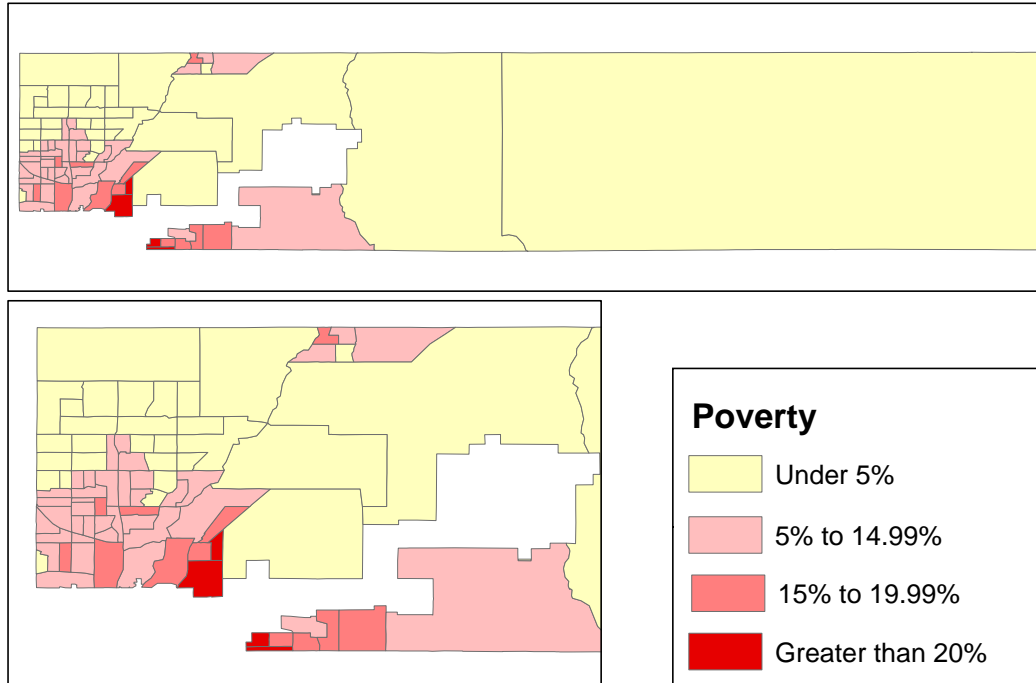 Poverty
Under 5%
5% to 14.99%
15% to 19.99%
Greater than 20%